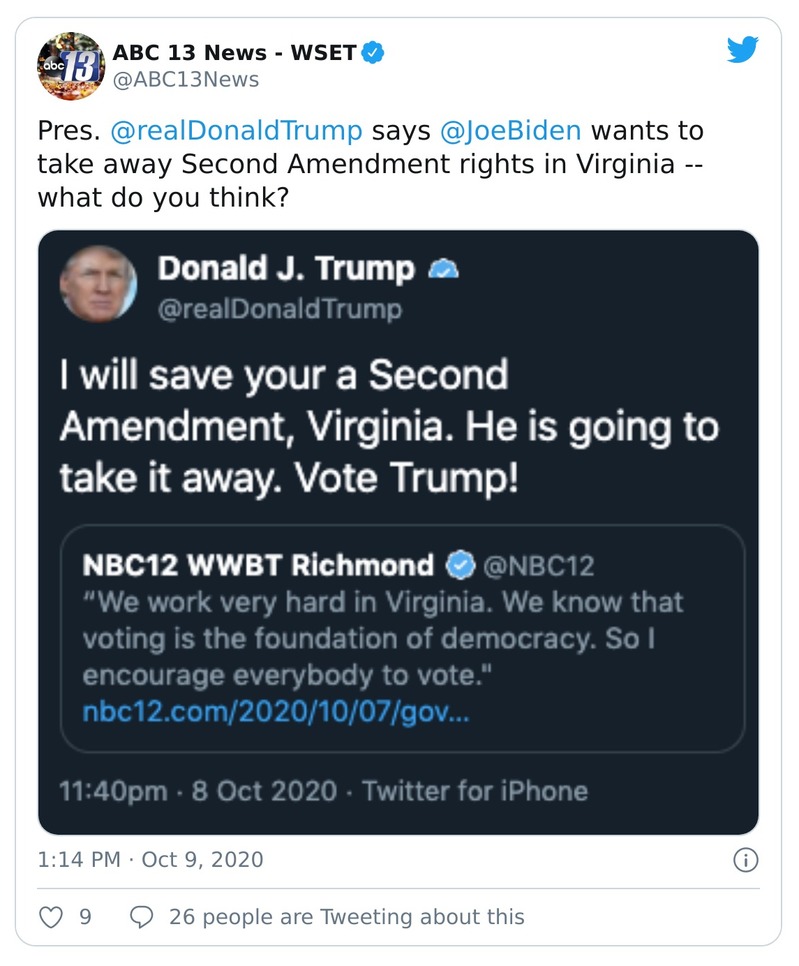 abc 13
ABC 13 News - WSET
@ABC13News
Pres. @realDonaldTrump says @JoeBiden wants to
take away Second Amendment rights in Virginia --
what do you think?
Donald J. Trump
@realDonaldTrump
I will save your a Second
Amendment, Virginia. He is going to
take it away. Vote Trump!
NBC12 WWBT Richmond @NBC12
“We work very hard in Virginia. We know that
voting is the foundation of democracy. So I
encourage everybody to vote."
nbc12.com/2020/10/07/gov...
11:40pm · 8 Oct 2020 · Twitter for iPhone
1:14 PM · Oct 9, 2020
9 26 people are Tweeting about this